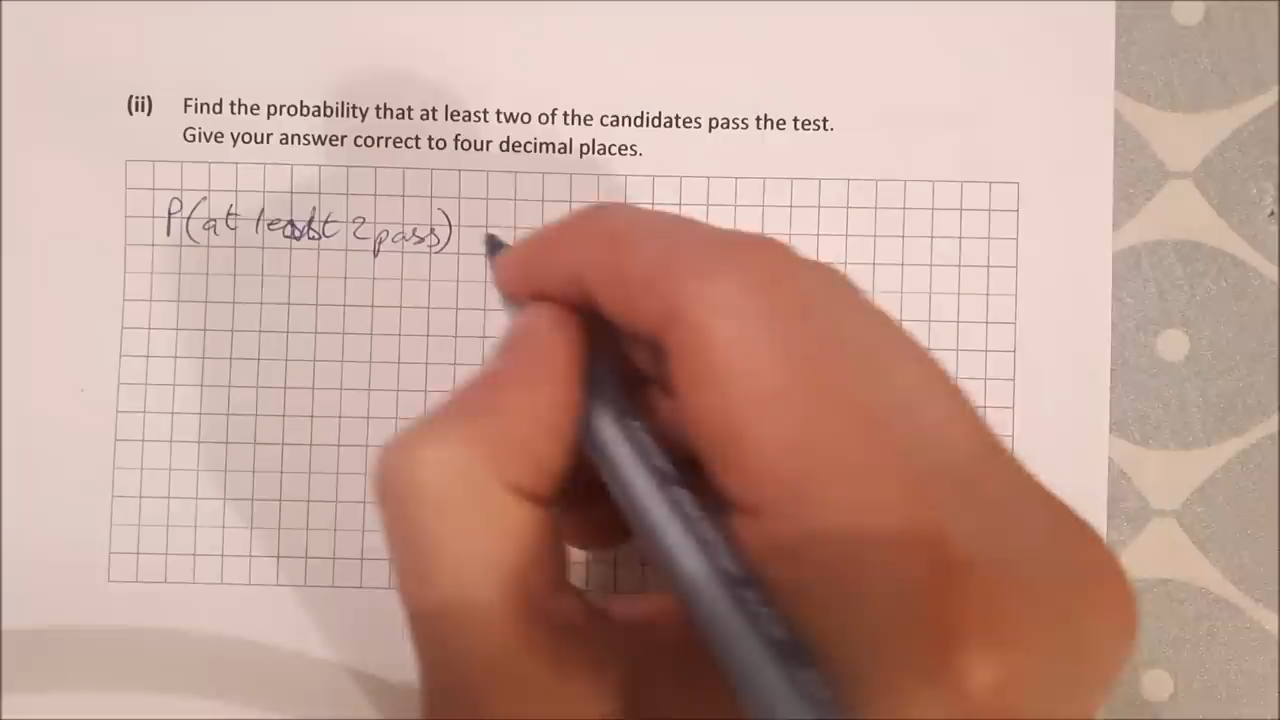 (ii) Find the probability that at least two of the candidates pass the test.
Give your answer correct to four decimal places.
P(at least 2 pass)